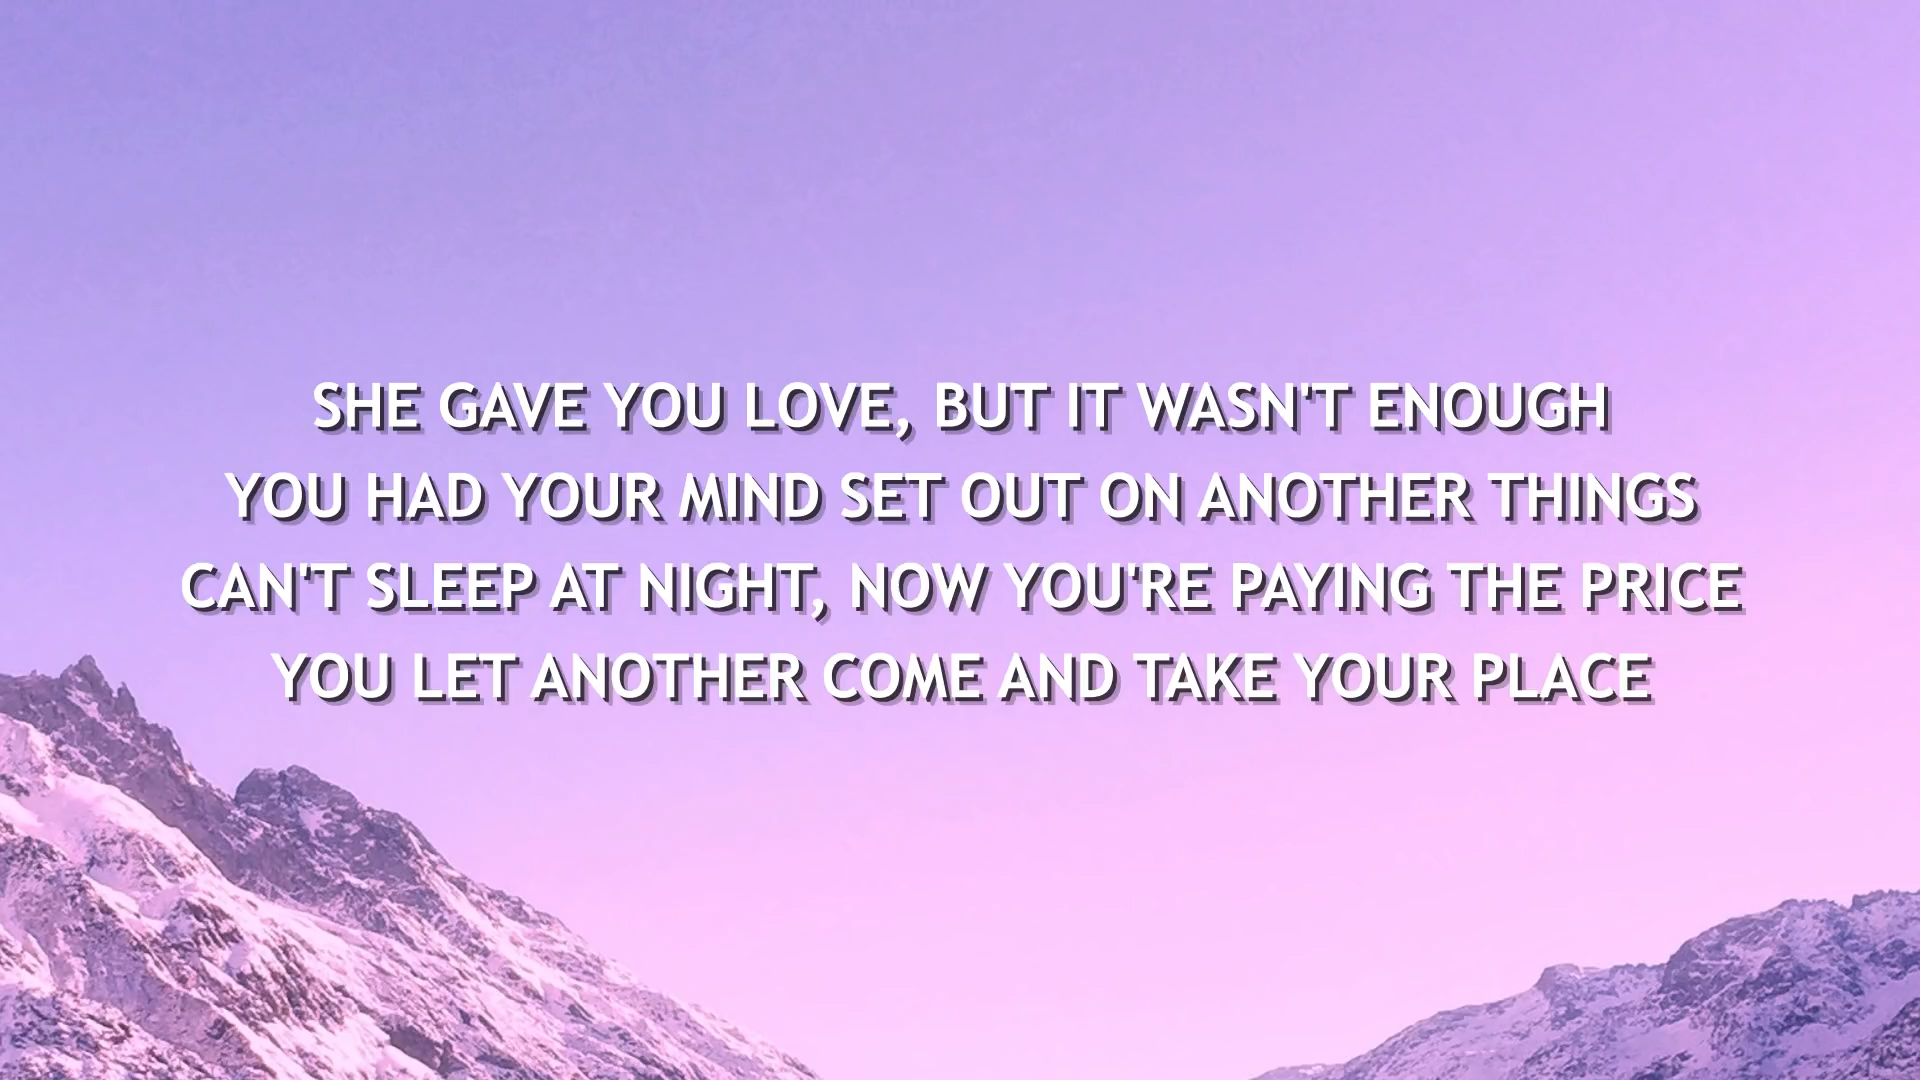 SHE GAVE YOU LOVE, BUT IT WASN'T ENOUGH
YOU HAD YOUR MIND SET OUT ON ANOTHER THINGS
CAN'T SLEEP AT NIGHT, NOW YOU'RE PAYING THE PRICE
YOU LET ANOTHER COME AND TAKE YOUR PLACE